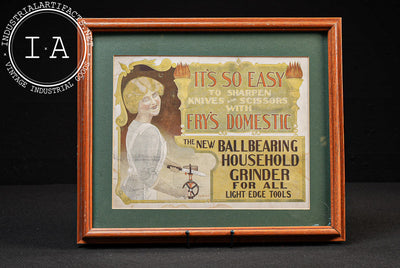 INDUSTRIALARTIFACTS.NET
I·A
VINTAGE INDUSTRIAL GOODS
IT'S SO EASY
TO SHARPEN
KNIVES AND SCISSORS
WITH
FRY'S DOMESTIC
THE NEW BALLBEARING
HOUSEHOLD
GRINDER
FOR ALL
LIGHT EDGE TOOLS